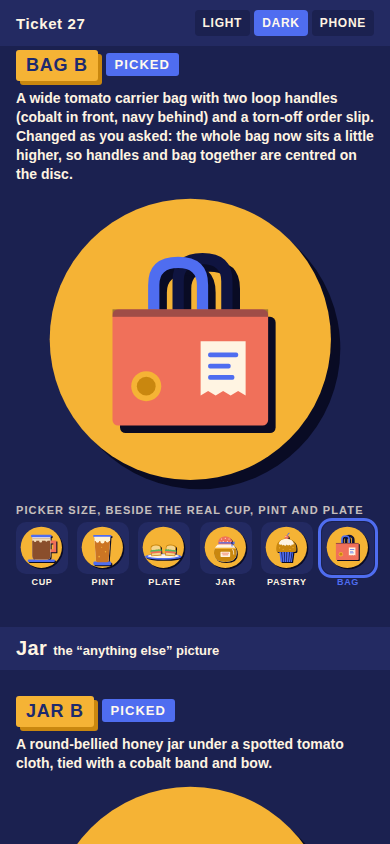 Ticket 27
LIGHT
DARK
PHONE
BAG B
PICKED
A wide tomato carrier bag with two loop handles
(cobalt in front, navy behind) and a torn-off order slip.
Changed as you asked: the whole bag now sits a little
higher, so handles and bag together are centred on
the disc.
PICKER SIZE, BESIDE THE REAL CUP, PINT AND PLATE
CUP
PINT
PLATE
JAR
PASTRY
BAG
Jar the “anything else” picture
JAR B
PICKED
A round-bellied honey jar under a spotted tomato
cloth, tied with a cobalt band and bow.